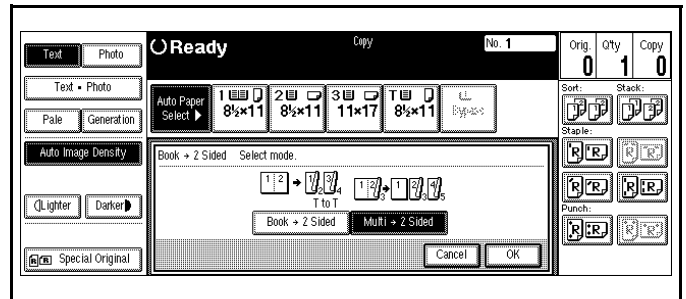 Text Photo
Text • Photo
Pale Generation
Auto Image Density
Lighter Darker
Special Original
Ready
Copy
No. 1
Auto Paper Select ▶
1 8½×11
2 8½×11
3 11×17
T 8½×11
Bypass
Book → 2 Sided Select mode.
1 2 → 1 2 3 4
T to T
1 2 3 → 1 2 3 4 5
Book → 2 Sided Multi → 2 Sided
Cancel OK
Orig. Q'ty Copy
0 1 0
Sort: Stack:
Staple:
Punch: